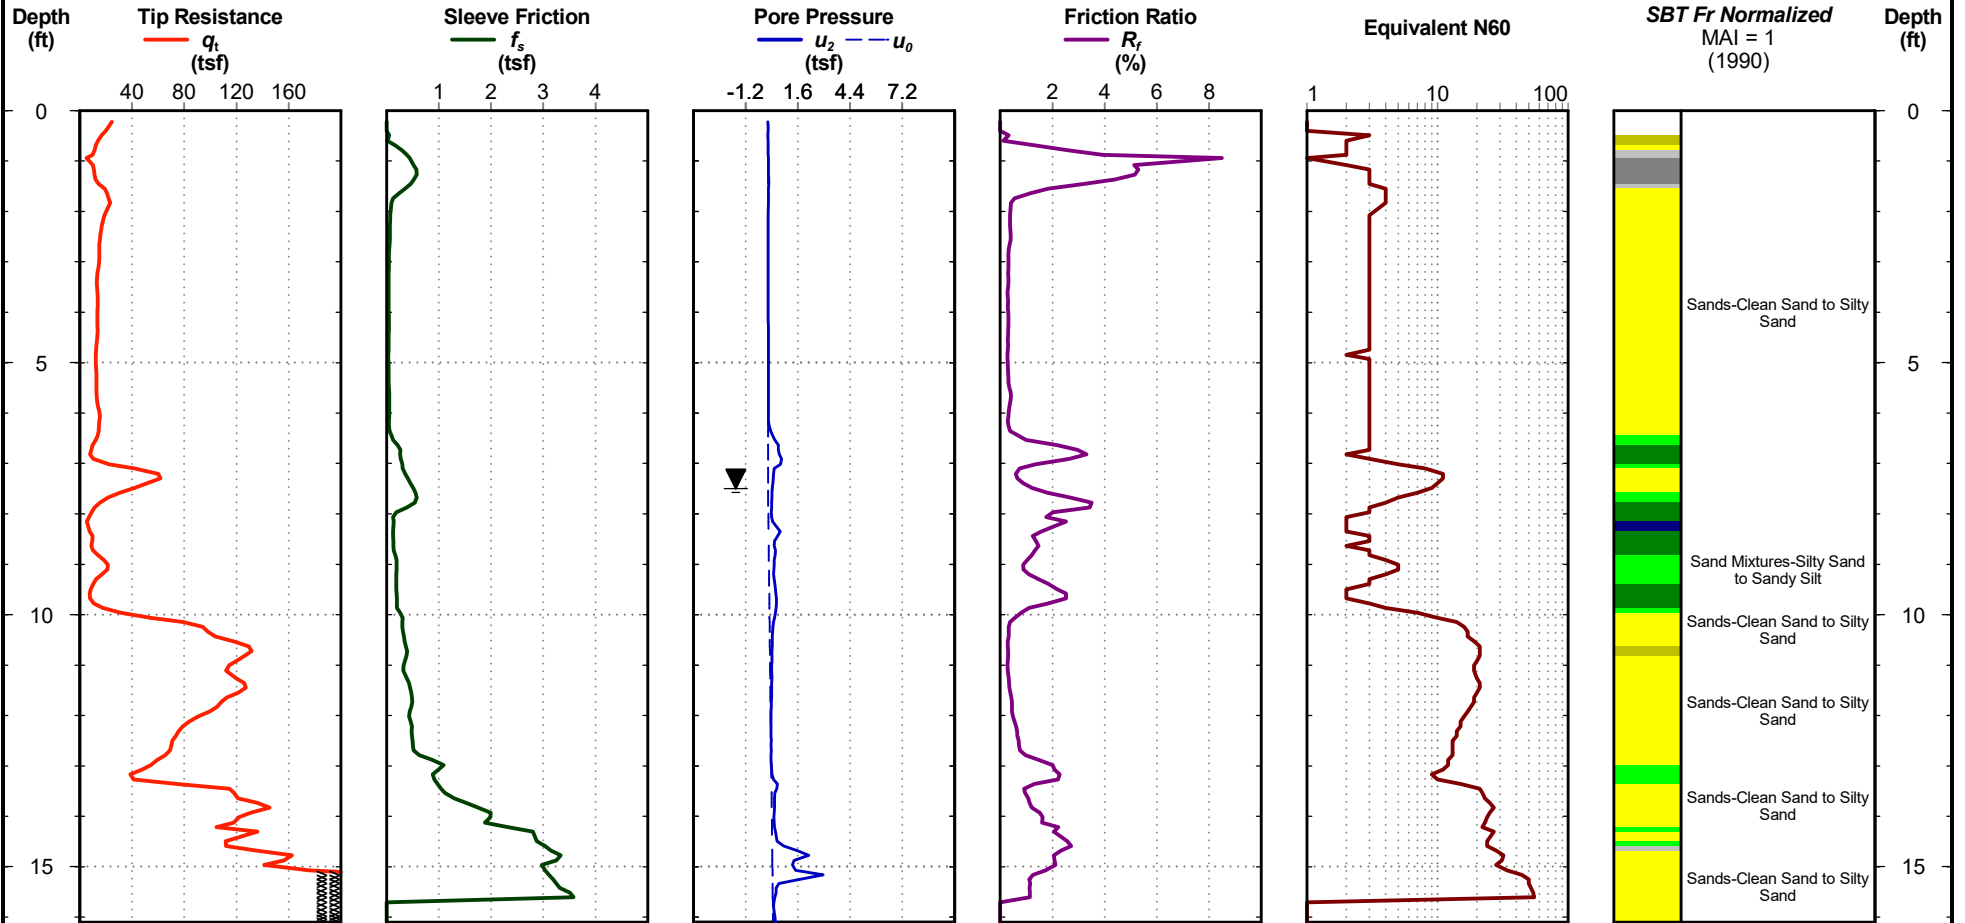 Depth
(ft)
Tip Resistance
qt
(tsf)
Sleeve Friction
fs
(tsf)
Pore Pressure
u2 u0
(tsf)
Friction Ratio
Rf
(%)
Equivalent N60
SBT Fr Normalized
MAI = 1
(1990)
Depth
(ft)
40 80 120 160
1 2 3 4
-1.2 1.6 4.4 7.2
2 4 6 8
1 10 100
0 0
Sands-Clean Sand to Silty
Sand
5 5
Sand Mixtures-Silty Sand
to Sandy Silt
10 10
Sands-Clean Sand to Silty
Sand
Sands-Clean Sand to Silty
Sand
Sands-Clean Sand to Silty
Sand
15 15
Sands-Clean Sand to Silty
Sand